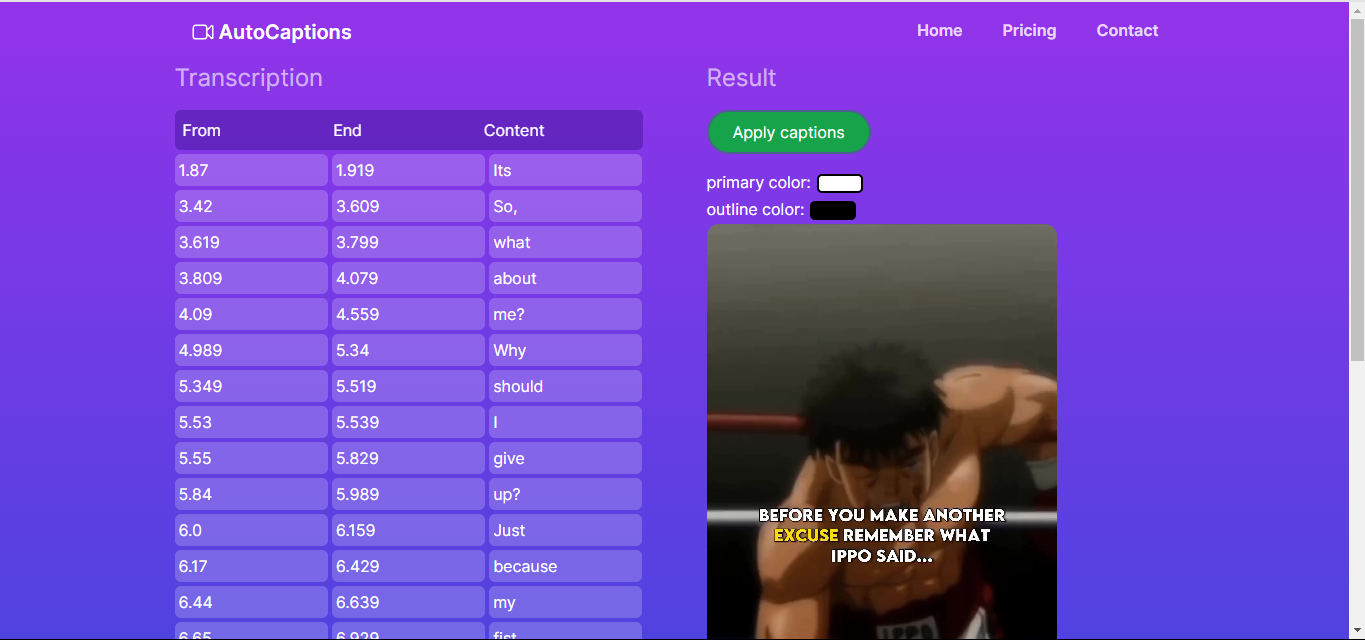 AutoCaptions
Home Pricing Contact
Transcription
From End Content
1.87 1.919 Its
3.42 3.609 So,
3.619 3.799 what
3.809 4.079 about
4.09 4.559 me?
4.989 5.34 Why
5.349 5.519 should
5.53 5.539 I
5.55 5.829 give
5.84 5.989 up?
6.0 6.159 Just
6.17 6.429 because
6.44 6.639 my
6.65 6.929 fist
Result
Apply captions
primary color:
outline color:
BEFORE YOU MAKE ANOTHER
EXCUSE REMEMBER WHAT
IPPO SAID...
IPPO